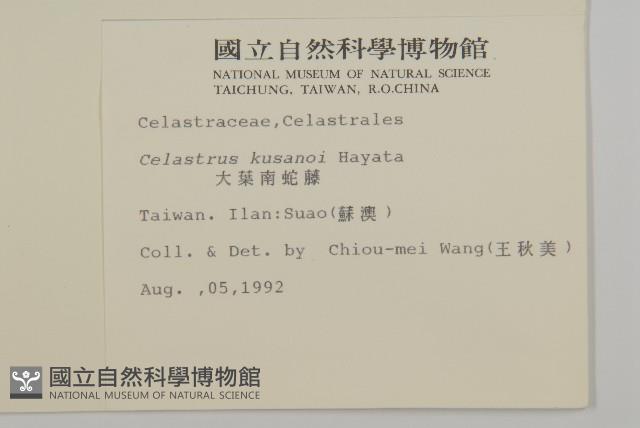 國立自然科學博物館
NATIONAL MUSEUM OF NATURAL SCIENCE
TAICHUNG, TAIWAN, R.O.CHINA
Celastraceae,Celastrales
Celastrus kusanoi Hayata
大葉南蛇藤
Taiwan. Ilan:Suao(蘇澳)
Coll. & Det. by Chiou-mei Wang(王秋美)
Aug. ,05,1992
國立自然科學博物館
NATIONAL MUSEUM OF NATURAL SCIENCE